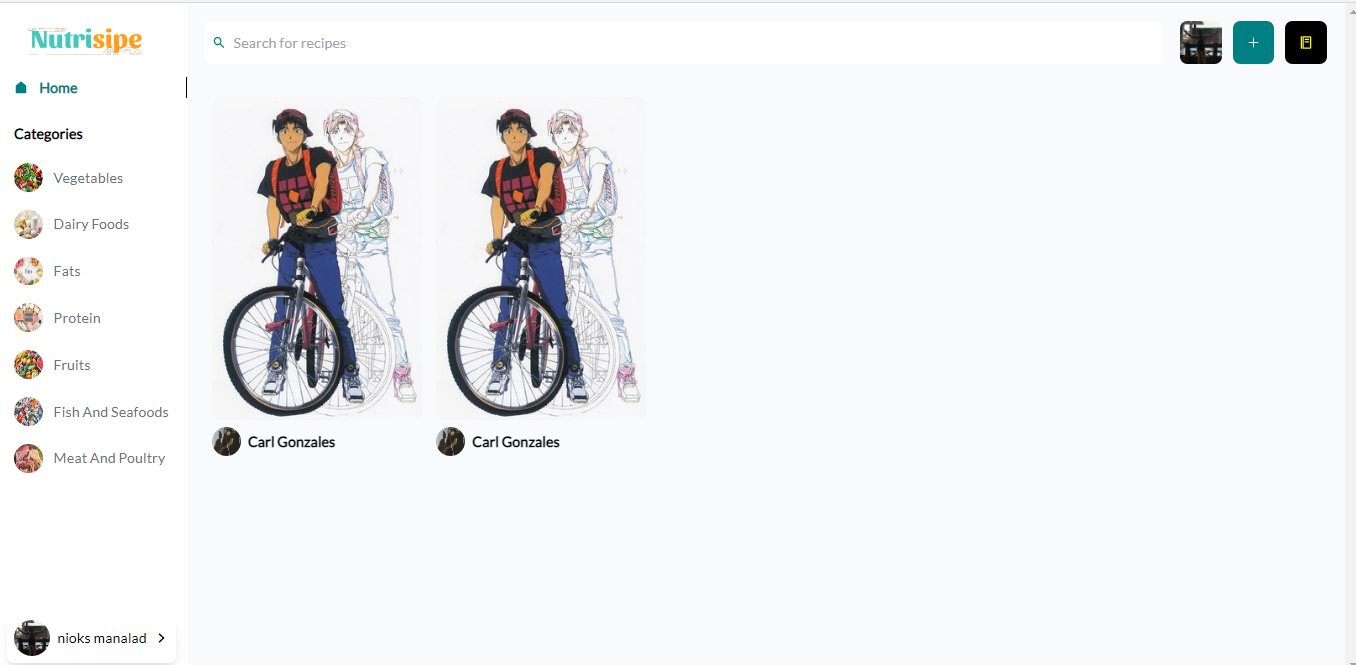 Nutrisipe
Search for recipes
Home
Categories
Vegetables
Dairy Foods
Fats
Protein
Fruits
Fish And Seafoods
Meat And Poultry
Carl Gonzales
Carl Gonzales
nioks manalad